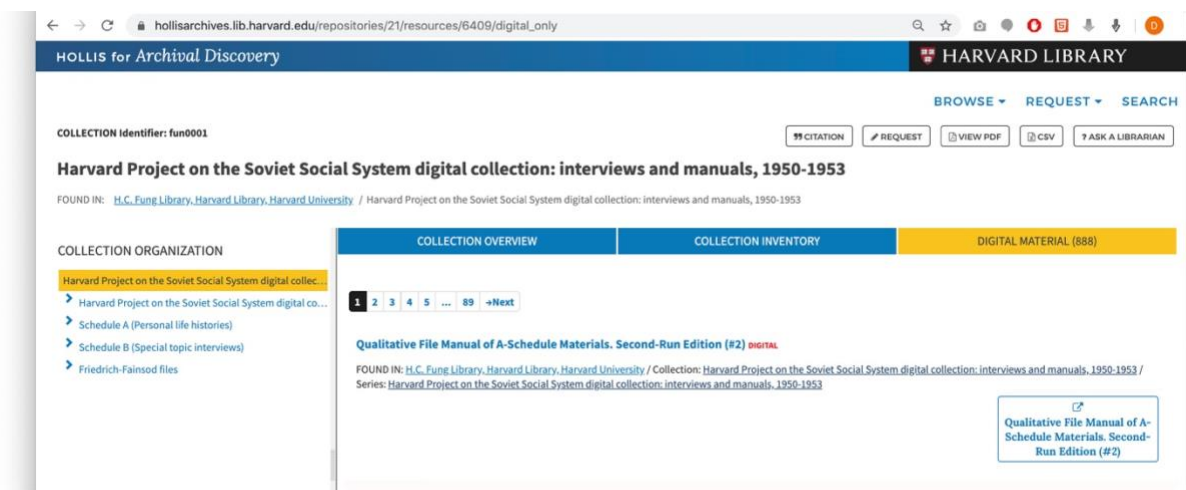 hollisarchives.lib.harvard.edu/repositories/21/resources/6409/digital_only
D
HOLLIS for Archival Discovery
HARVARD LIBRARY
BROWSE
REQUEST
SEARCH
COLLECTION Identifier: fun0001
CITATION
REQUEST
VIEW PDF
CSV
? ASK A LIBRARIAN
Harvard Project on the Soviet Social System digital collection: interviews and manuals, 1950-1953
FOUND IN: H.C. Fung Library, Harvard Library, Harvard University / Harvard Project on the Soviet Social System digital collection: interviews and manuals, 1950-1953
COLLECTION ORGANIZATION
Harvard Project on the Soviet Social System digital collec...
Harvard Project on the Soviet Social System digital co...
Schedule A (Personal life histories)
Schedule B (Special topic interviews)
Friedrich-Fainsod files
COLLECTION OVERVIEW
COLLECTION INVENTORY
DIGITAL MATERIAL (888)
1 2 3 4 5 ... 89 →Next
Qualitative File Manual of A-Schedule Materials. Second-Run Edition (#2) DIGITAL
FOUND IN: H.C. Fung Library, Harvard Library, Harvard University / Collection: Harvard Project on the Soviet Social System digital collection: interviews and manuals, 1950-1953 /
Series: Harvard Project on the Soviet Social System digital collection: interviews and manuals, 1950-1953
Qualitative File Manual of A-
Schedule Materials. Second-
Run Edition (#2)